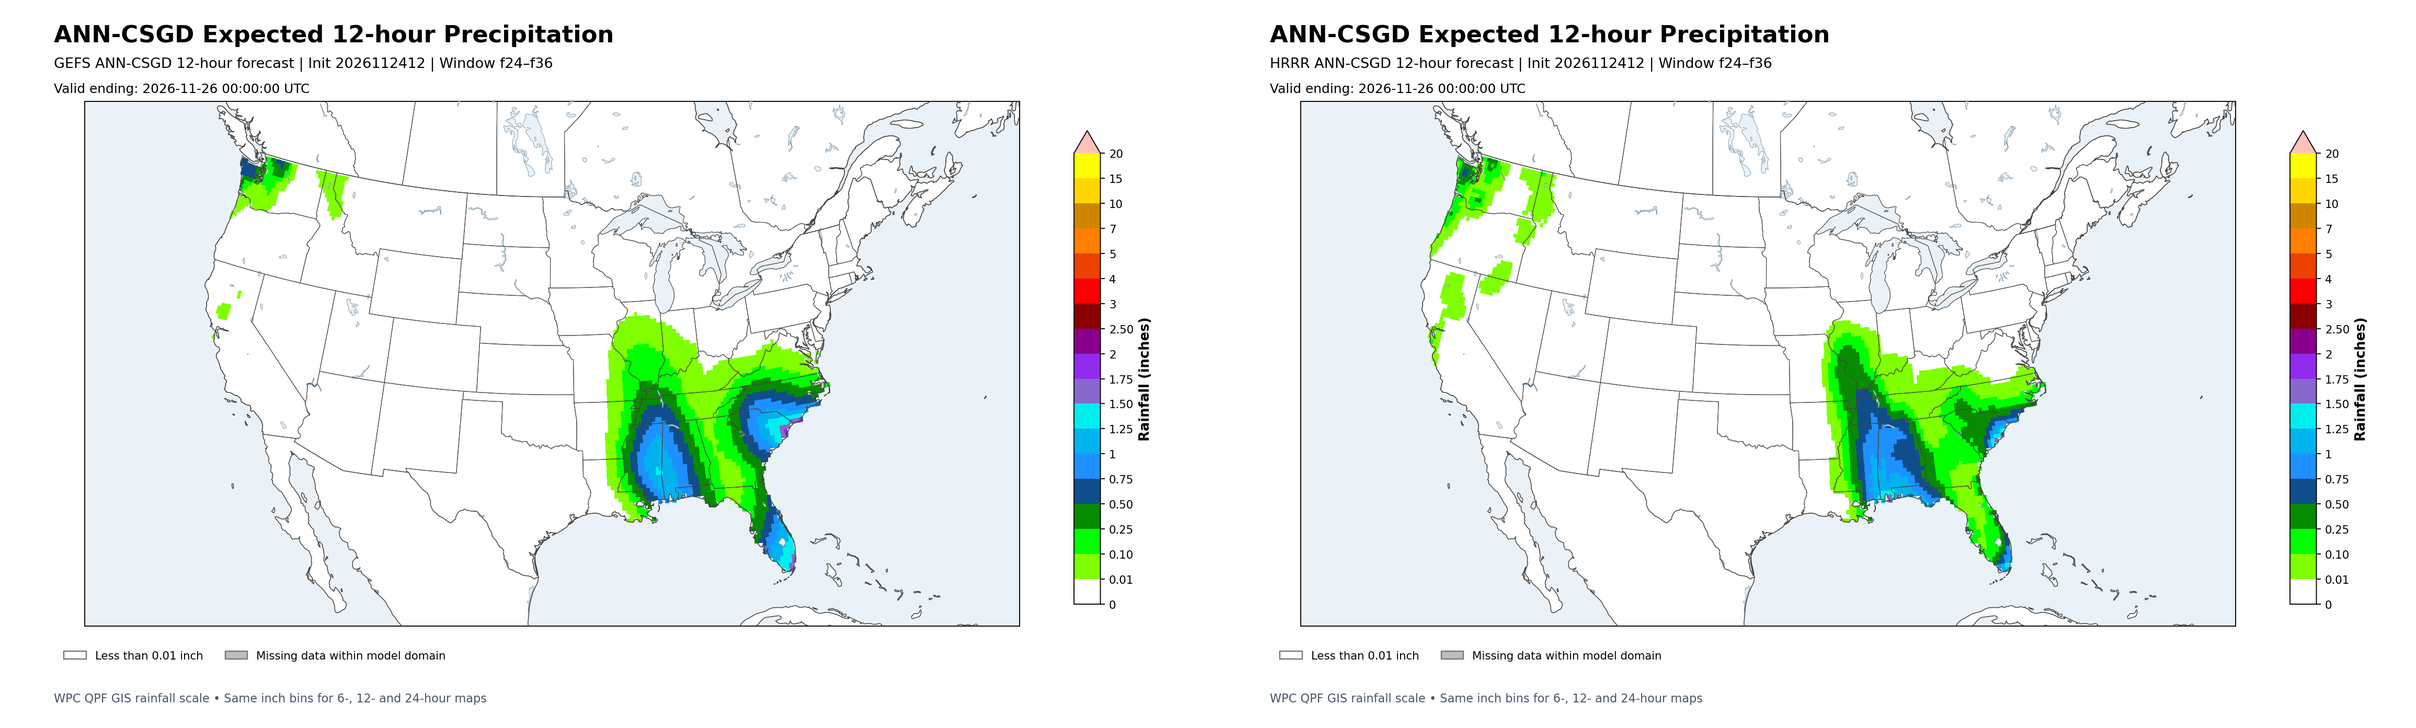 ANN-CSGD Expected 12-hour Precipitation
GEFS ANN-CSGD 12-hour forecast | Init 2026112412 | Window f24–f36
Valid ending: 2026-11-26 00:00:00 UTC
20
15
10
7
5
4
3
2.50
2
1.75
1.50
1.25
1
0.75
0.50
0.25
0.10
0.01
0
Rainfall (inches)
Less than 0.01 inch
Missing data within model domain
WPC QPF GIS rainfall scale • Same inch bins for 6-, 12- and 24-hour maps
ANN-CSGD Expected 12-hour Precipitation
HRRR ANN-CSGD 12-hour forecast | Init 2026112412 | Window f24–f36
Valid ending: 2026-11-26 00:00:00 UTC
20
15
10
7
5
4
3
2.50
2
1.75
1.50
1.25
1
0.75
0.50
0.25
0.10
0.01
0
Rainfall (inches)
Less than 0.01 inch
Missing data within model domain
WPC QPF GIS rainfall scale • Same inch bins for 6-, 12- and 24-hour maps